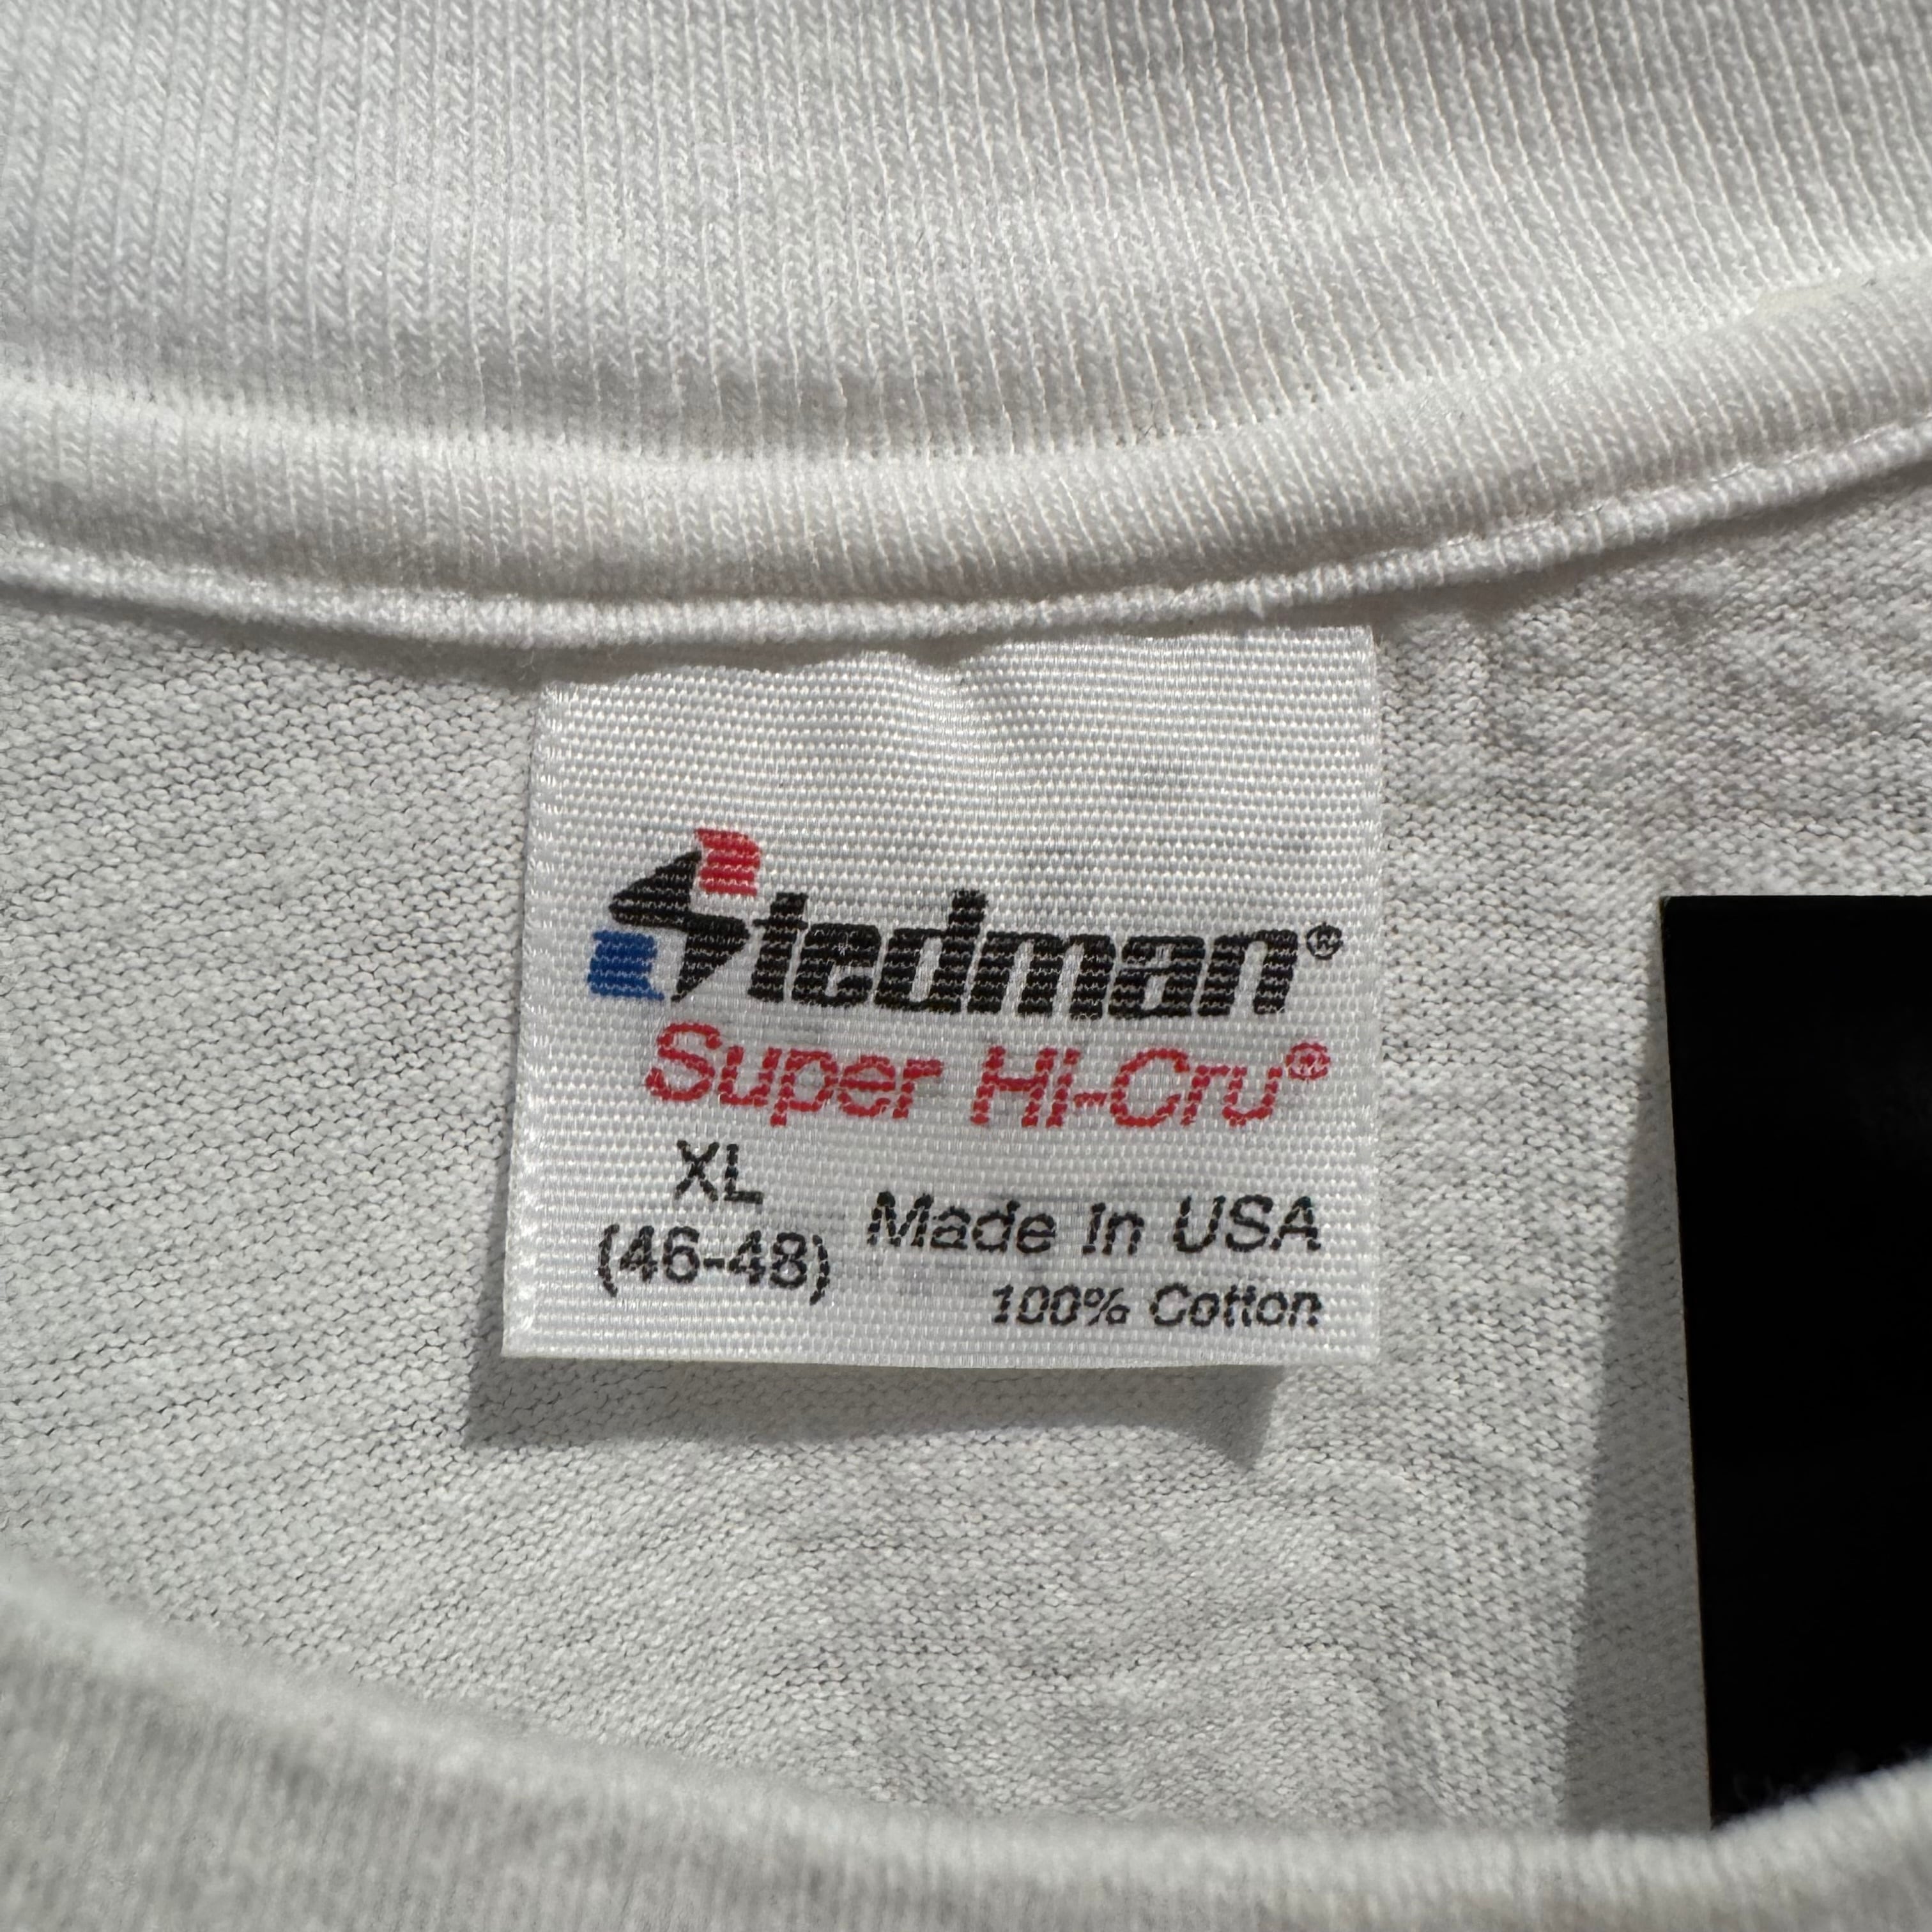 Stedman®
Super Hi-Cru®
XL
(46-48)
Made In USA
100% Cotton